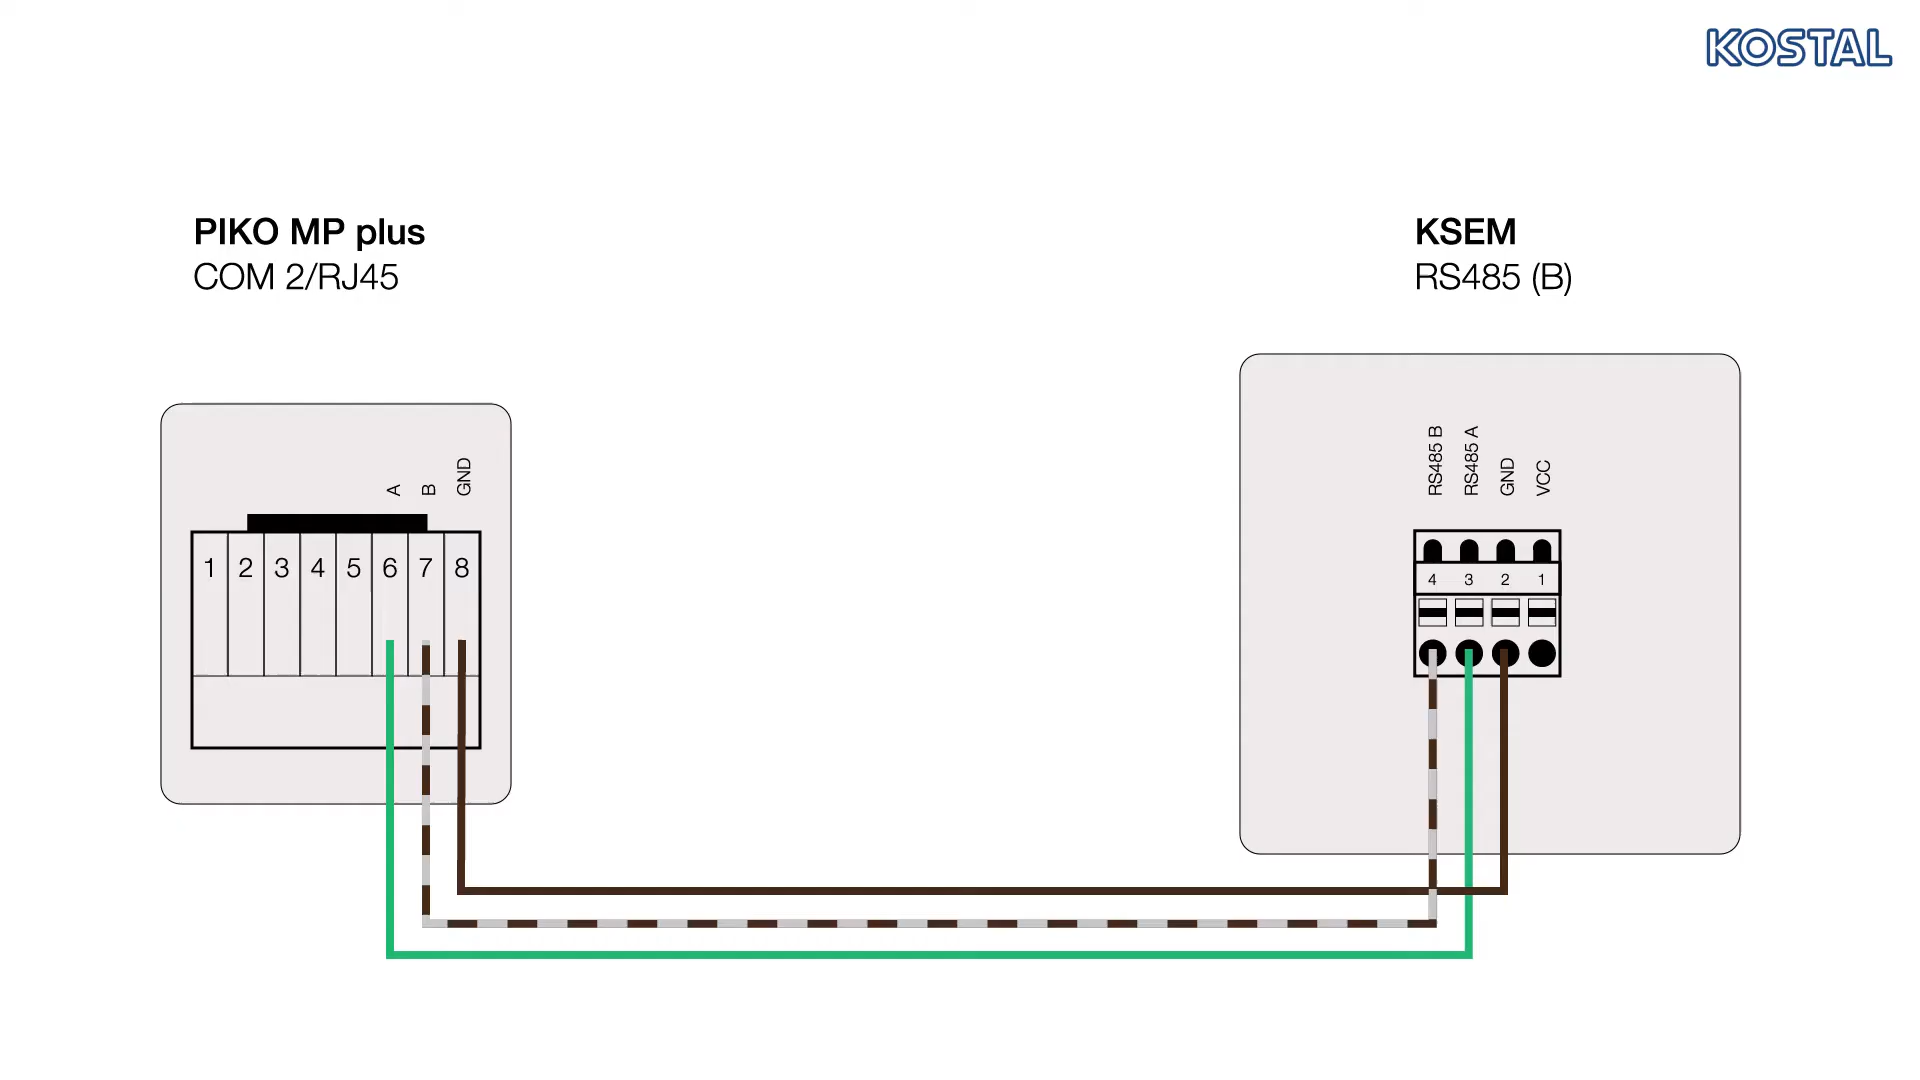 KOSTAL
PIKO MP plus
COM 2/RJ45
KSEM
RS485 (B)
A
B
GND
1 2 3 4 5 6 7 8
RS485 B
RS485 A
GND
VCC
4 3 2 1